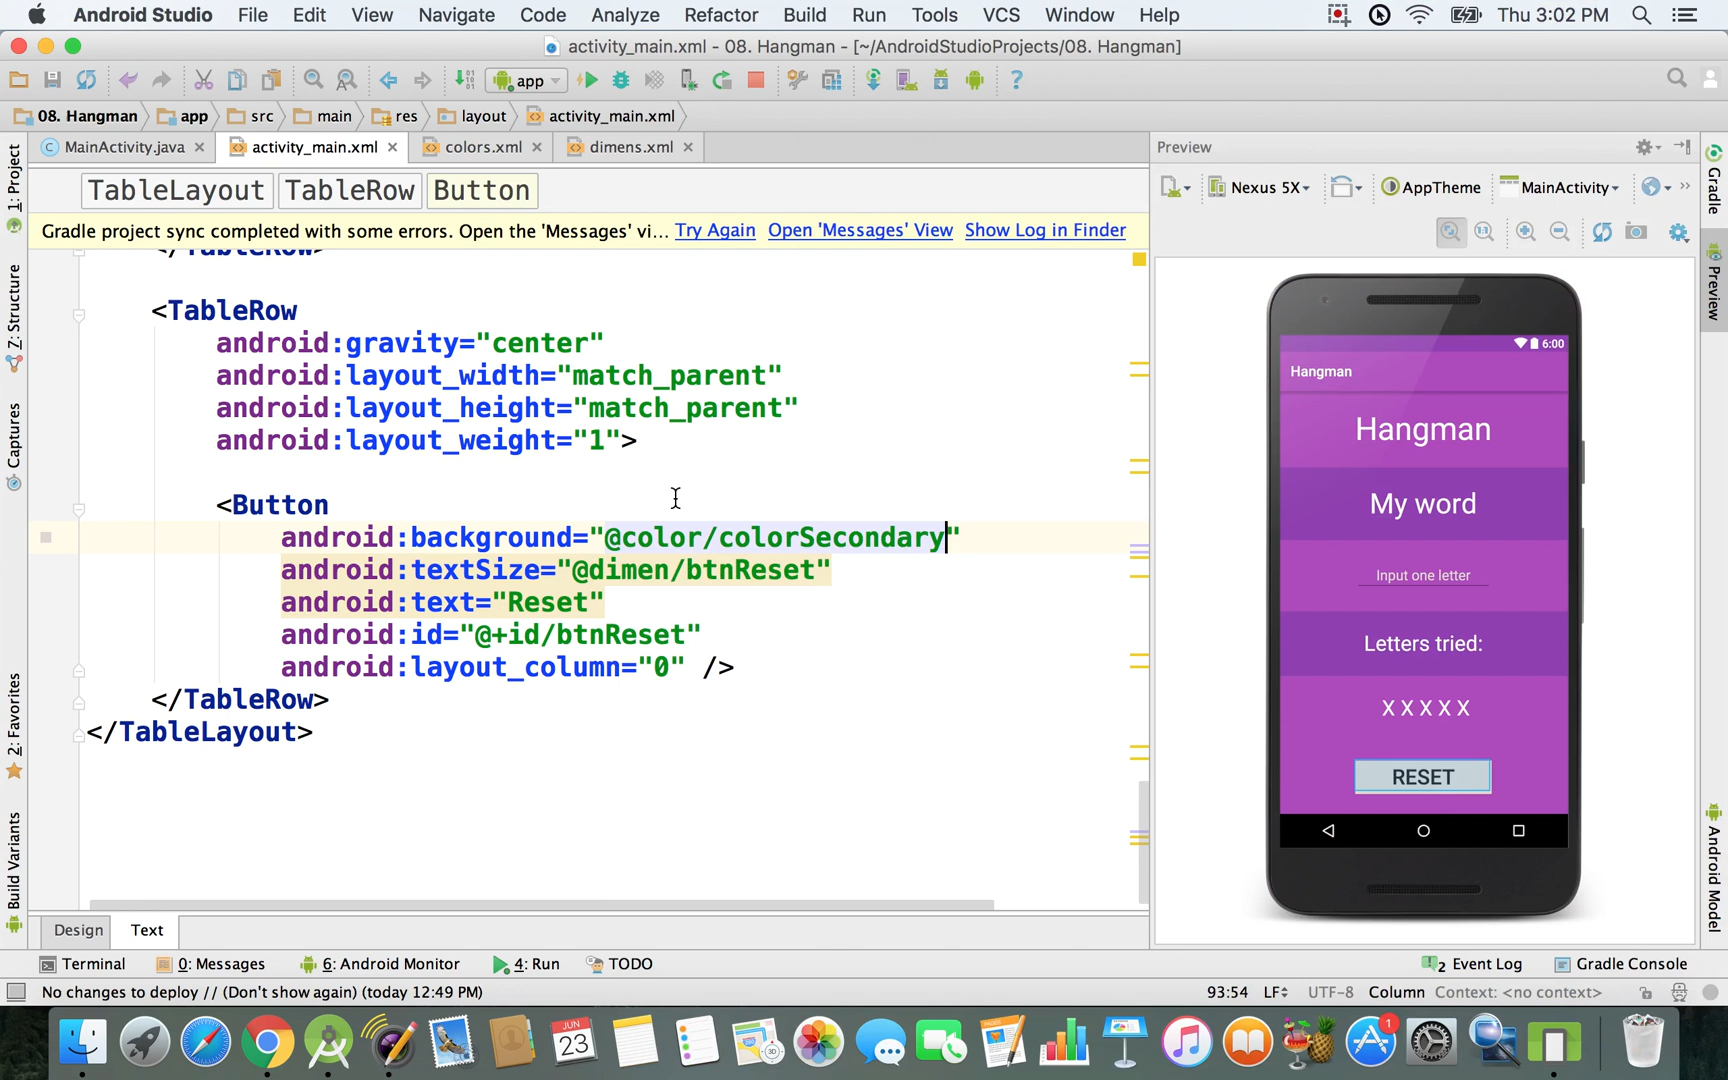 Android Studio File Edit View Navigate Code Analyze Refactor Build Run Tools VCS Window Help Thu 3:02 PM
activity_main.xml - 08. Hangman - [~/AndroidStudioProjects/08. Hangman]
app
08. Hangman app src main res layout activity_main.xml
MainActivity.java activity_main.xml colors.xml dimens.xml
Preview
TableLayout TableRow Button
Nexus 5X AppTheme MainActivity
Gradle project sync completed with some errors. Open the 'Messages' vi... Try Again Open 'Messages' View Show Log in Finder
</TableRow>
<TableRow
android:gravity="center"
android:layout_width="match_parent"
android:layout_height="match_parent"
android:layout_weight="1">
<Button
android:background="@color/colorSecondary"
android:textSize="@dimen/btnReset"
android:text="Reset"
android:id="@+id/btnReset"
android:layout_column="0" />
</TableRow>
</TableLayout>
6:00
Hangman
Hangman
My word
Input one letter
Letters tried:
X X X X X
RESET
1: Project
7: Structure
Captures
2: Favorites
Build Variants
Gradle
Preview
Android Model
Design Text
Terminal 0: Messages 6: Android Monitor 4: Run TODO 2 Event Log Gradle Console
No changes to deploy // (Don't show again) (today 12:49 PM) 93:54 LF UTF-8 Column Context: <no context>
JUN
23
3D
1